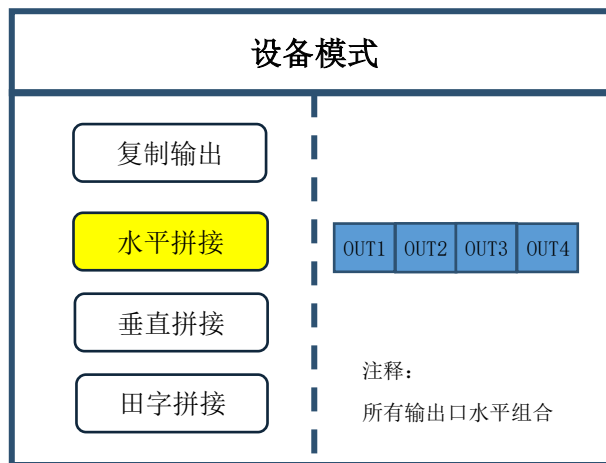 设备模式
复制输出
水平拼接
垂直拼接
田字拼接
OUT1 OUT2 OUT3 OUT4
注释：
所有输出口水平组合